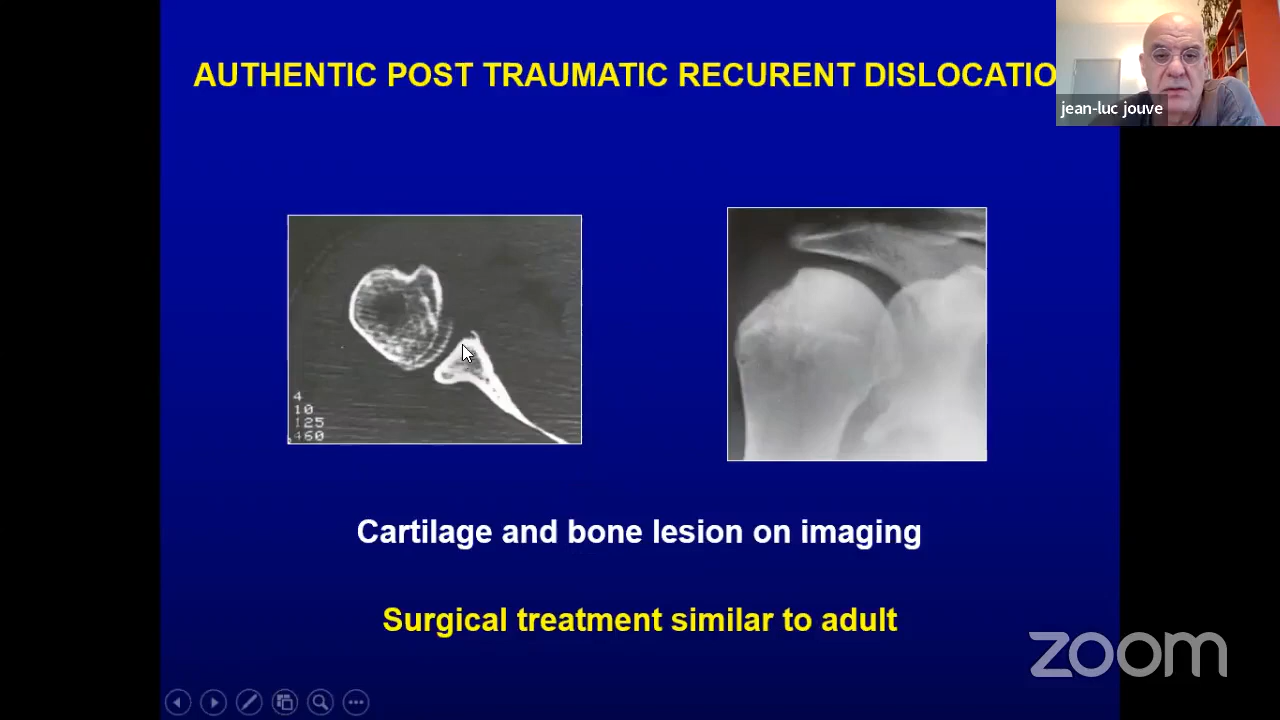 AUTHENTIC POST TRAUMATIC RECURENT DISLOCATIO
jean-luc jouve
4
10
125
460
Cartilage and bone lesion on imaging
Surgical treatment similar to adult
zoom